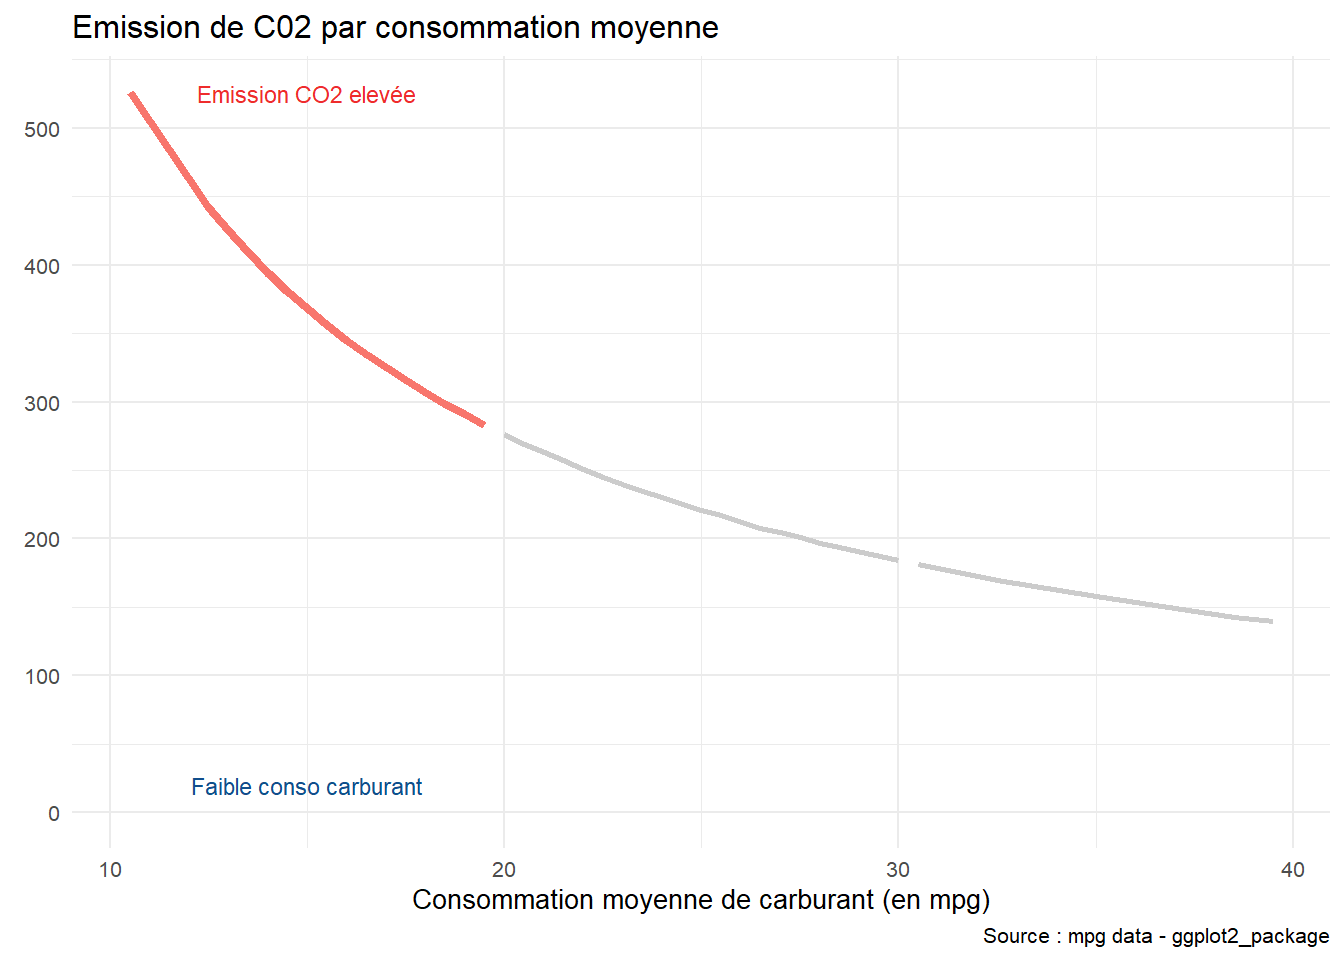 Emission de C02 par consommation moyenne
Emission CO2 elevée
500
400
300
200
100
Faible conso carburant
0
10 20 30 40
Consommation moyenne de carburant (en mpg)
Source : mpg data - ggplot2_package